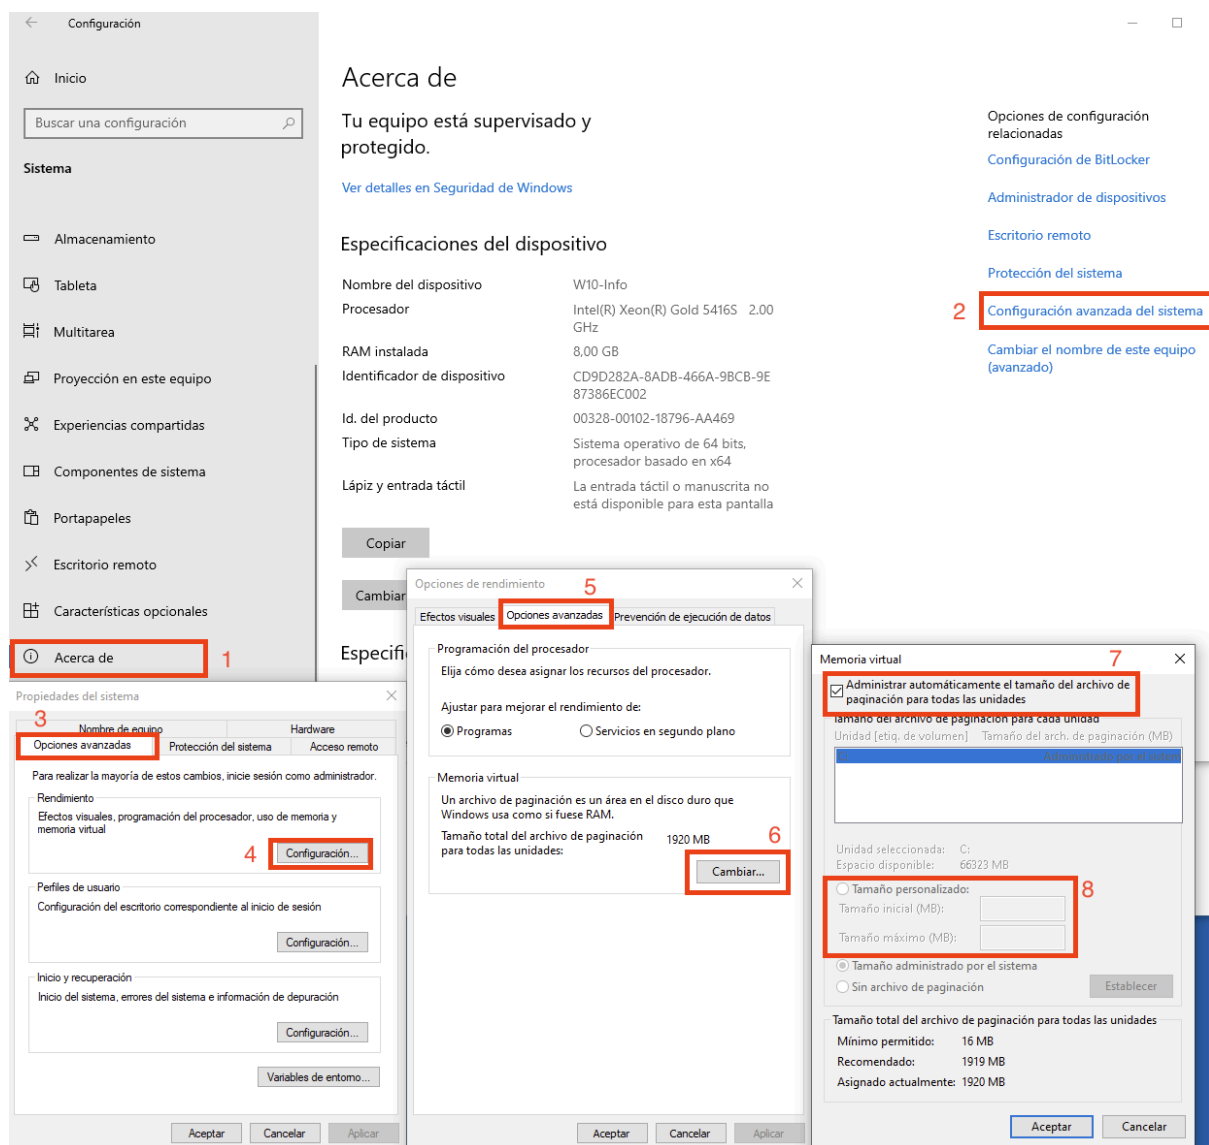 Configuración
Inicio
Buscar una configuración
Sistema
Almacenamiento
Tableta
Multitarea
Proyección en este equipo
Experiencias compartidas
Componentes de sistema
Portapapeles
Escritorio remoto
Características opcionales
Acerca de
1
Acerca de
Tu equipo está supervisado y
protegido.
Ver detalles en Seguridad de Windows
Especificaciones del dispositivo
Nombre del dispositivo W10-Info
Procesador Intel(R) Xeon(R) Gold 5416S 2.00
GHz
RAM instalada 8,00 GB
Identificador de dispositivo CD9D282A-8ADB-466A-9BCB-9E
87386EC002
Id. del producto 00328-00102-18796-AA469
Tipo de sistema Sistema operativo de 64 bits,
procesador basado en x64
Lápiz y entrada táctil La entrada táctil o manuscrita no
está disponible para esta pantalla
Copiar
Cambiar
Especifi
Opciones de configuración
relacionadas
Configuración de BitLocker
Administrador de dispositivos
Escritorio remoto
Protección del sistema
2
Configuración avanzada del sistema
Cambiar el nombre de este equipo
(avanzado)
Propiedades del sistema
3
Nombre de equipo Hardware
Opciones avanzadas Protección del sistema Acceso remoto
Para realizar la mayoría de estos cambios, inicie sesión como administrador.
Rendimiento
Efectos visuales, programación del procesador, uso de memoria y
memoria virtual
4
Configuración...
Perfiles de usuario
Configuración del escritorio correspondiente al inicio de sesión
Configuración...
Inicio y recuperación
Inicio del sistema, errores del sistema e información de depuración
Configuración...
Variables de entorno...
Aceptar Cancelar Aplicar
Opciones de rendimiento
5
Efectos visuales Opciones avanzadas Prevención de ejecución de datos
Programación del procesador
Elija cómo desea asignar los recursos del procesador.
Ajustar para mejorar el rendimiento de:
Programas Servicios en segundo plano
Memoria virtual
Un archivo de paginación es un área en el disco duro que
Windows usa como si fuese RAM.
Tamaño total del archivo de paginación 1920 MB
para todas las unidades:
6
Cambiar...
Aceptar Cancelar Aplicar
Memoria virtual
7
Administrar automáticamente el tamaño del archivo de
paginación para todas las unidades
Tamaño del archivo de paginación para cada unidad
Unidad [etiq. de volumen] Tamaño del arch. de paginación (MB)
C: Administrado por el sistem
Unidad seleccionada: C:
Espacio disponible: 66323 MB
8
Tamaño personalizado:
Tamaño inicial (MB):
Tamaño máximo (MB):
Tamaño administrado por el sistema
Sin archivo de paginación Establecer
Tamaño total del archivo de paginación para todas las unidades
Mínimo permitido: 16 MB
Recomendado: 1919 MB
Asignado actualmente: 1920 MB
Aceptar Cancelar